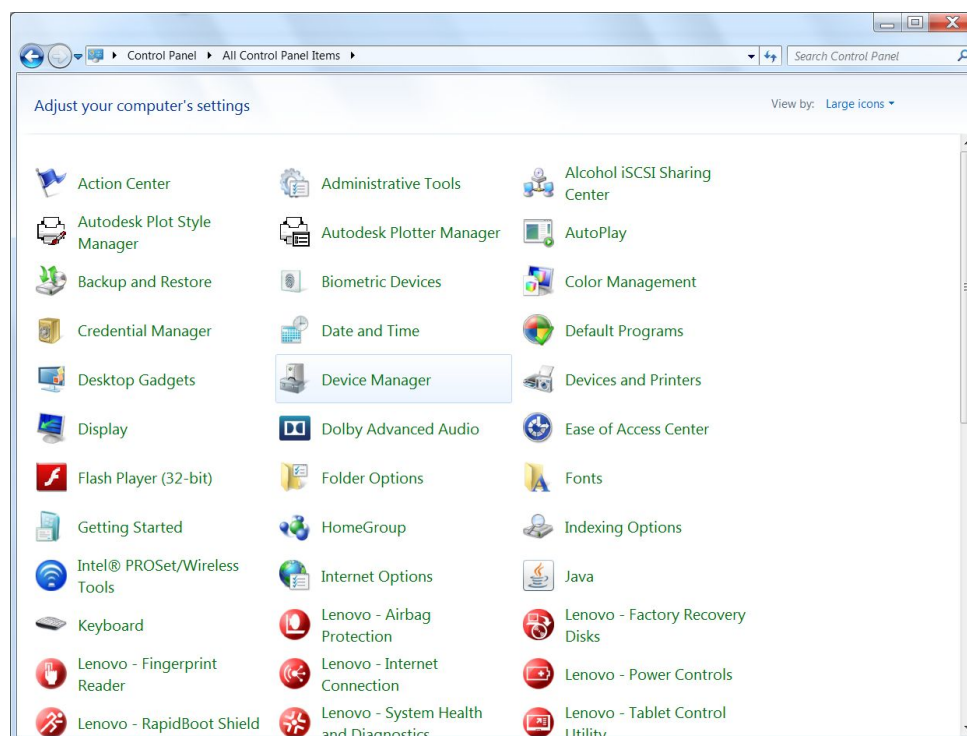 Control Panel All Control Panel Items
Search Control Panel
Adjust your computer's settings
View by: Large icons
Action Center
Administrative Tools
Alcohol iSCSI Sharing
Center
Autodesk Plot Style
Manager
Autodesk Plotter Manager
AutoPlay
Backup and Restore
Biometric Devices
Color Management
Credential Manager
Date and Time
Default Programs
Desktop Gadgets
Device Manager
Devices and Printers
Display
Dolby Advanced Audio
Ease of Access Center
Flash Player (32-bit)
Folder Options
Fonts
Getting Started
HomeGroup
Indexing Options
Intel® PROSet/Wireless
Tools
Internet Options
Java
Keyboard
Lenovo - Airbag
Protection
Lenovo - Factory Recovery
Disks
Lenovo - Fingerprint
Reader
Lenovo - Internet
Connection
Lenovo - Power Controls
Lenovo - RapidBoot Shield
Lenovo - System Health
and Diagnostics
Lenovo - Tablet Control
Utility